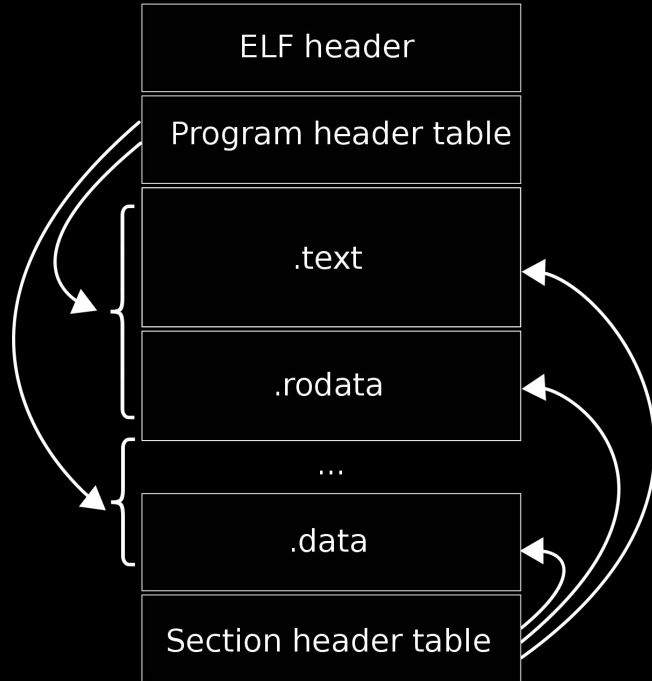 ELF header
Program header table
.text
.rodata
...
.data
Section header table